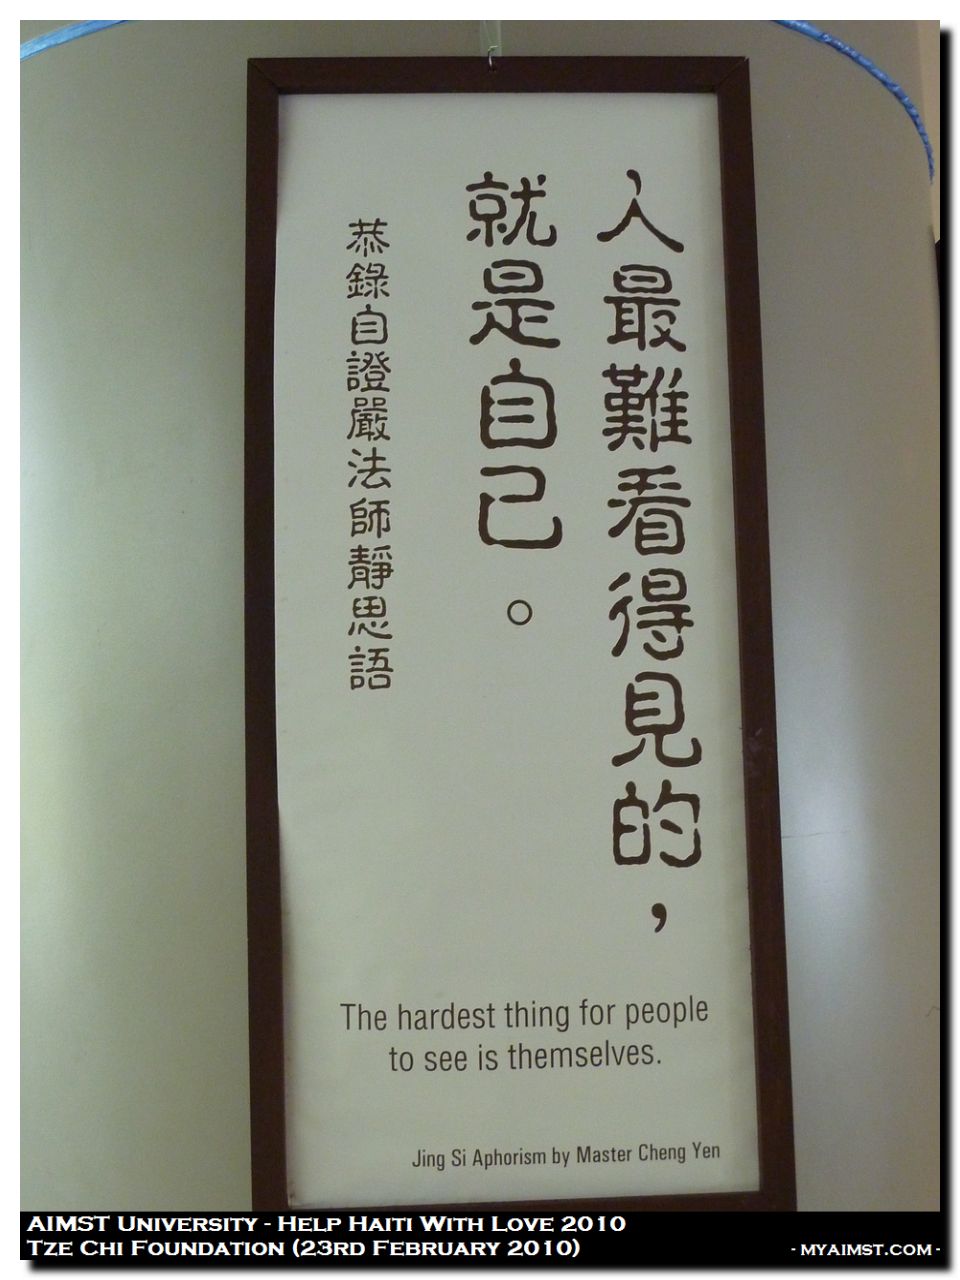 人最難看得見的，
就是自己。
恭錄自證嚴法師靜思語
The hardest thing for people
to see is themselves.
Jing Si Aphorism by Master Cheng Yen
AIMST University - Help Haiti With Love 2010
Tze Chi Foundation (23rd February 2010)
- myaimst.com -